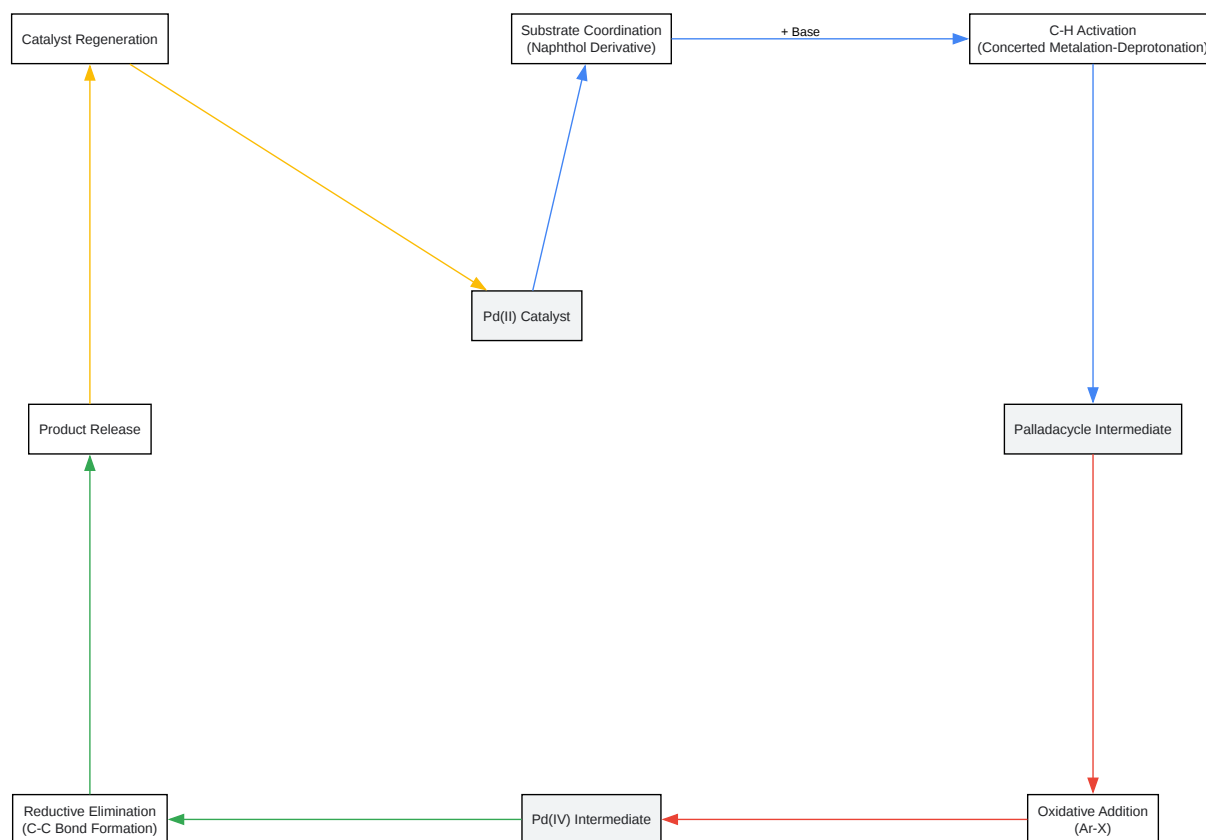 Catalyst Regeneration
Substrate Coordination
(Naphthol Derivative)
+ Base
C-H Activation
(Concerted Metalation-Deprotonation)
Pd(II) Catalyst
Product Release
Palladacycle Intermediate
Reductive Elimination
(C-C Bond Formation)
Pd(IV) Intermediate
Oxidative Addition
(Ar-X)